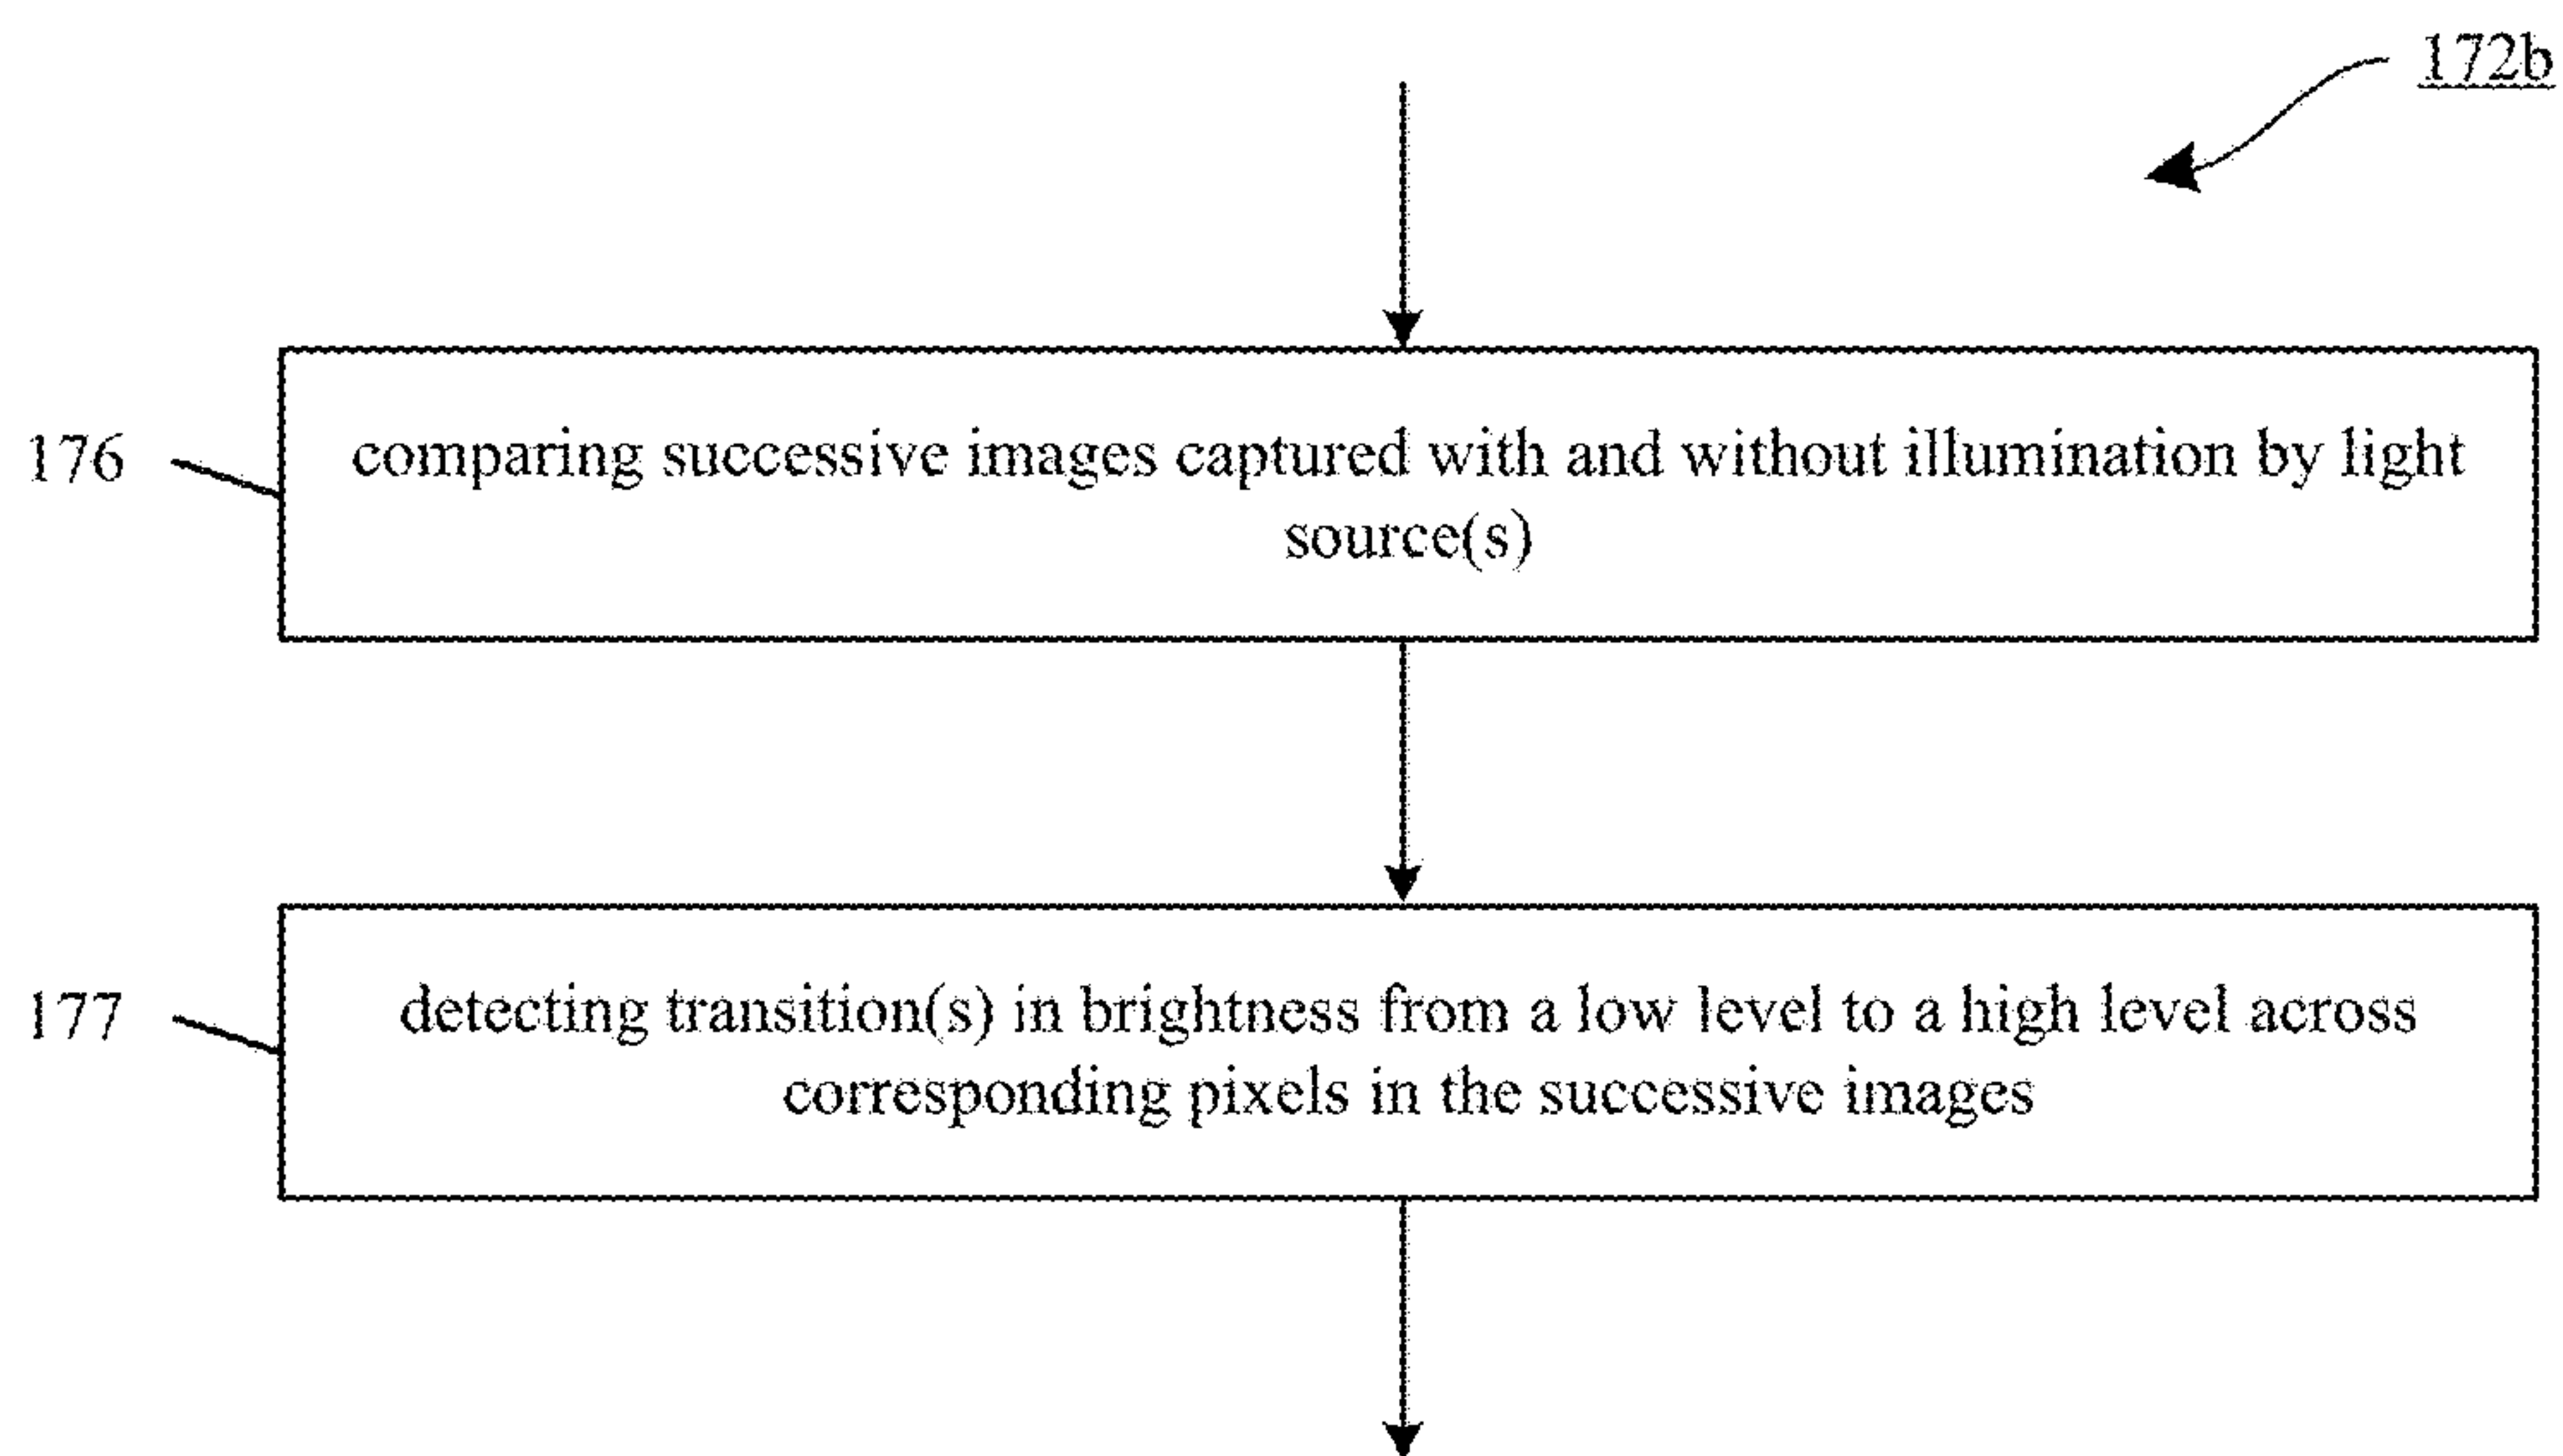 172b
176
comparing successive images captured with and without illumination by light
source(s)
177
detecting transition(s) in brightness from a low level to a high level across
corresponding pixels in the successive images